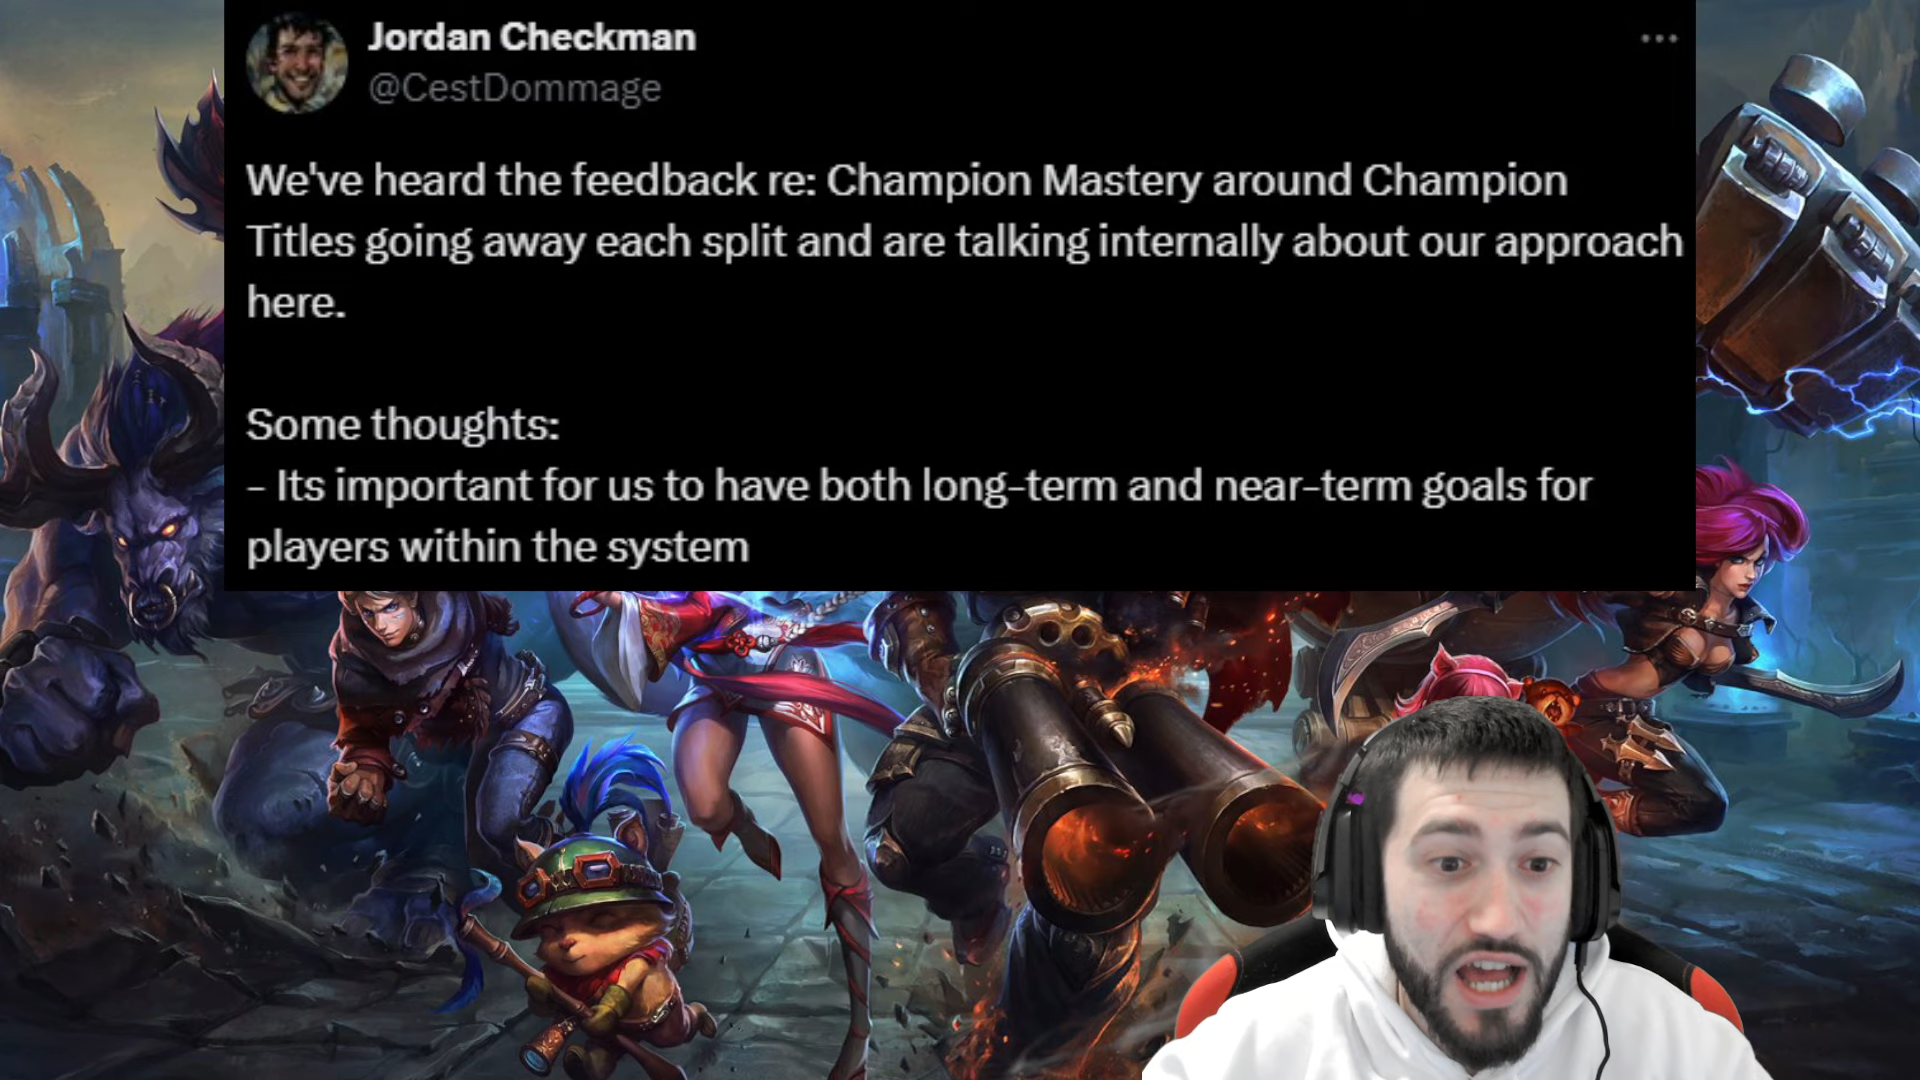 Jordan Checkman
@CestDommage
We've heard the feedback re: Champion Mastery around Champion
Titles going away each split and are talking internally about our approach
here.
Some thoughts:
- Its important for us to have both long-term and near-term goals for
players within the system